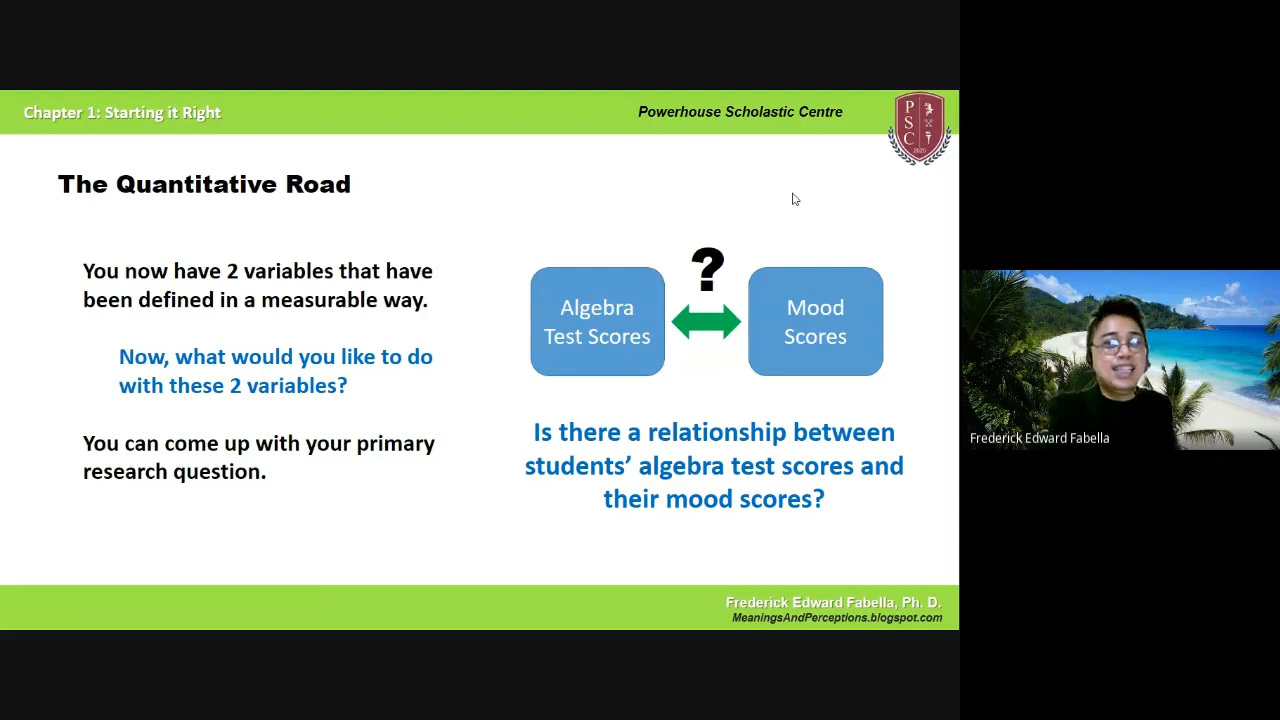 Chapter 1: Starting it Right
Powerhouse Scholastic Centre
P
S
C
2020
The Quantitative Road
You now have 2 variables that have
been defined in a measurable way.
Now, what would you like to do
with these 2 variables?
You can come up with your primary
research question.
?
Algebra
Test Scores
Mood
Scores
Is there a relationship between
students’ algebra test scores and
their mood scores?
Frederick Edward Fabella
Frederick Edward Fabella, Ph. D.
MeaningsAndPerceptions.blogspot.com